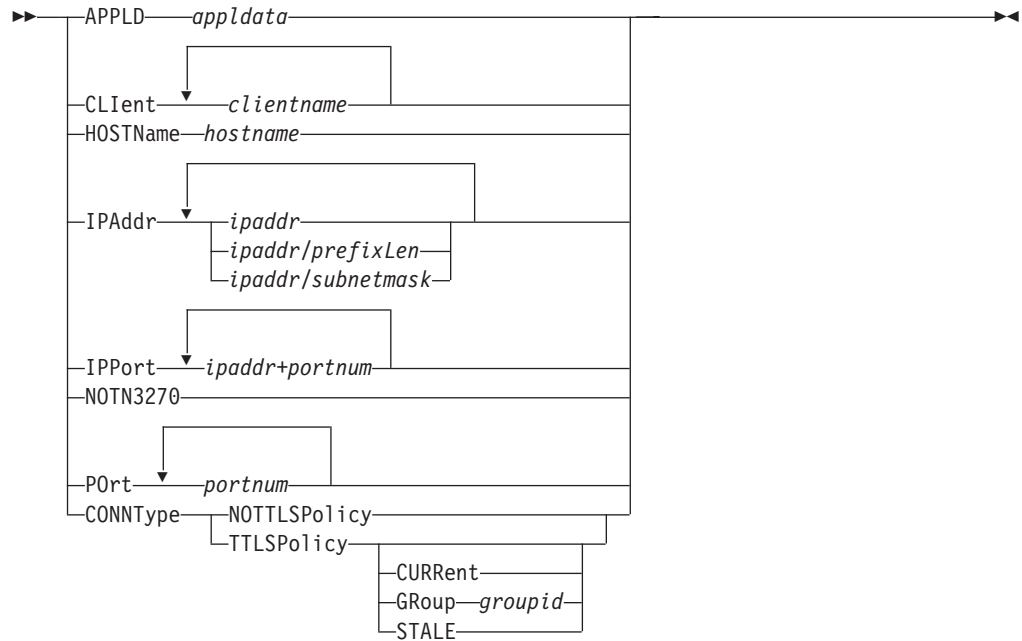 APPLD appldata
CLIent clientname
HOSTName hostname
IPAddr ipaddr
ipaddr/prefixLen
ipaddr/subnetmask
IPPort ipaddr+portnum
NOTN3270
POrt portnum
CONNType NOTTLSPolicy
TTLSPolicy
CURRent
GRoup groupid
STALE